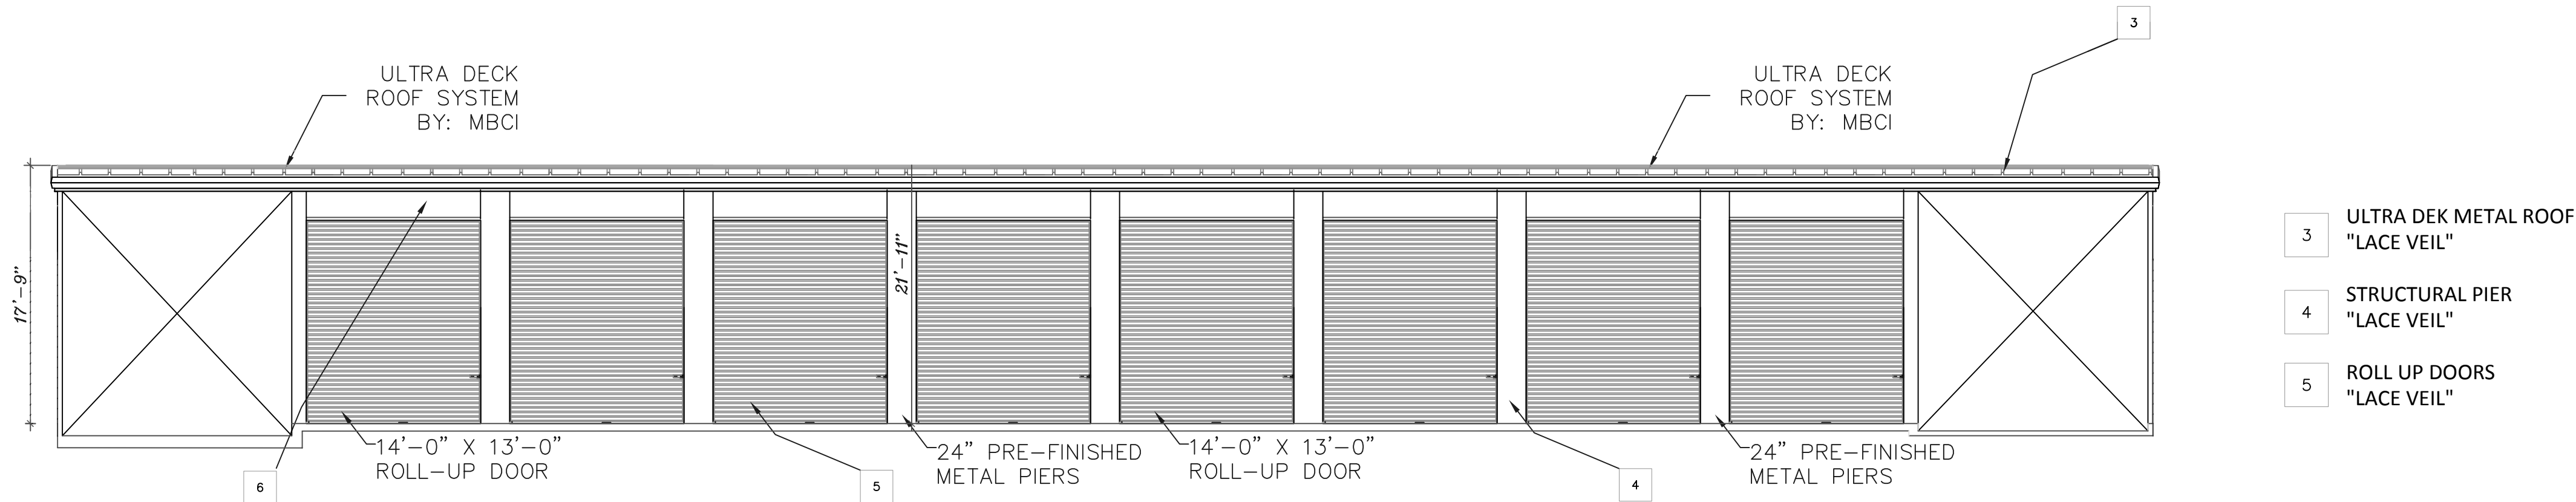 3
ULTRA DECK
ROOF SYSTEM
BY: MBCI
ULTRA DECK
ROOF SYSTEM
BY: MBCI
17'-9"
21'-11"
14'-0" X 13'-0"
ROLL-UP DOOR
24" PRE-FINISHED
METAL PIERS
14'-0" X 13'-0"
ROLL-UP DOOR
24" PRE-FINISHED
METAL PIERS
6
5
4
3
ULTRA DEK METAL ROOF
"LACE VEIL"
4
STRUCTURAL PIER
"LACE VEIL"
5
ROLL UP DOORS
"LACE VEIL"